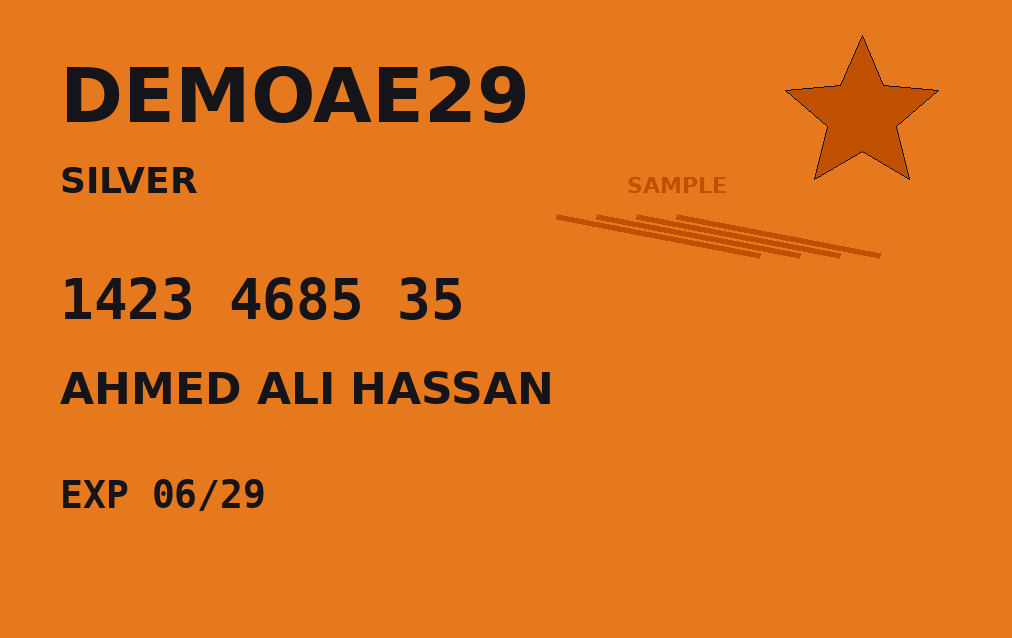 DEMOAE29
SILVER
SAMPLE
1423 4685 35
AHMED ALI HASSAN
EXP 06/29